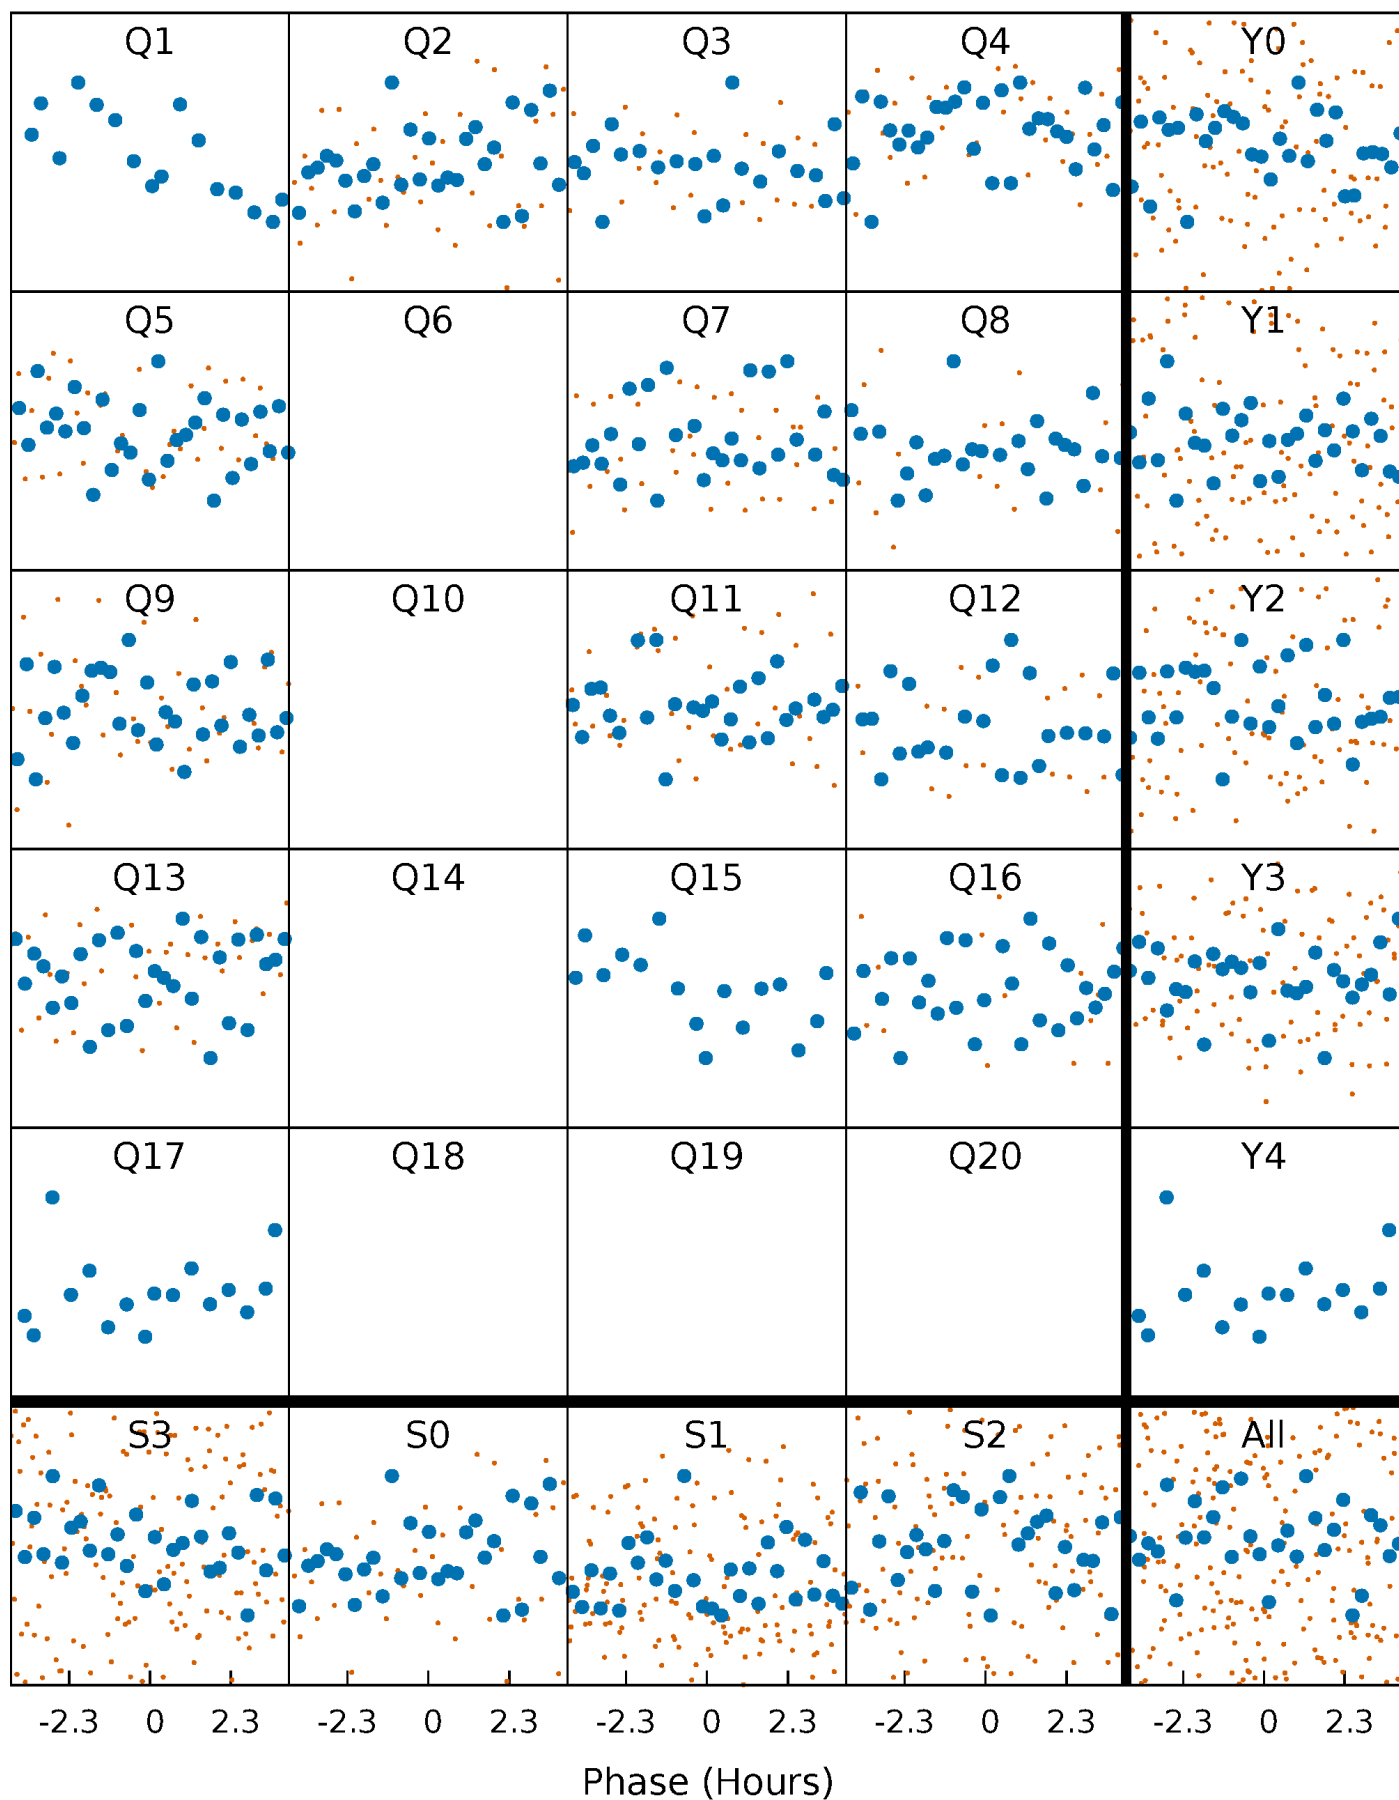 Q1 Q2 Q3 Q4 Y0
Q5 Q6 Q7 Q8 Y1
Q9 Q10 Q11 Q12 Y2
Q13 Q14 Q15 Q16 Y3
Q17 Q18 Q19 Q20 Y4
S3 S0 S1 S2 All
-2.3 0 2.3 -2.3 0 2.3 -2.3 0 2.3 -2.3 0 2.3 -2.3 0 2.3
Phase (Hours)